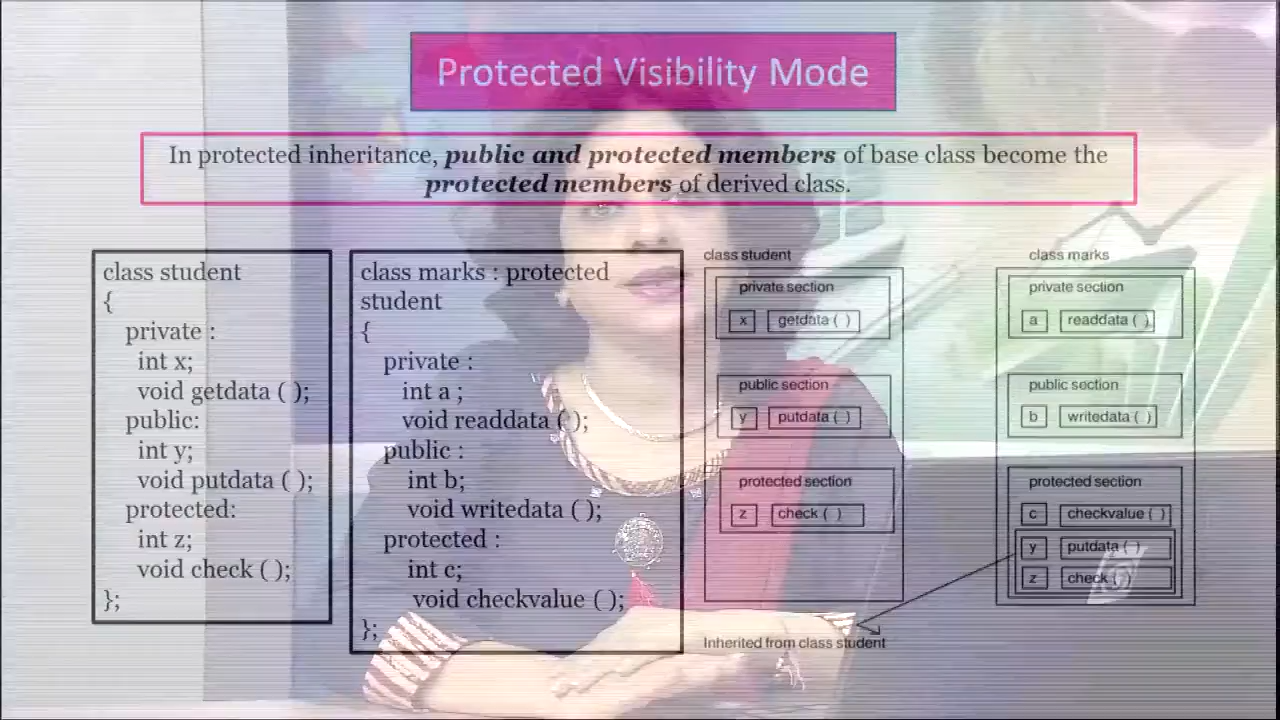 Protected Visibility Mode
In protected inheritance, public and protected members of base class become the
protected members of derived class.
class student
{
private :
int x;
void getdata ( );
public:
int y;
void putdata ( );
protected:
int z;
void check ( );
};
class marks : protected
student
{
private :
int a ;
void readdata ( );
public :
int b;
void writedata ( );
protected :
int c;
void checkvalue ( );
};
class student
private section
x getdata ( )
public section
y putdata ( )
protected section
z check ( )
class marks
private section
a readdata ( )
public section
b writedata ( )
protected section
c checkvalue ( )
y putdata ( )
z check ( )
Inherited from class student